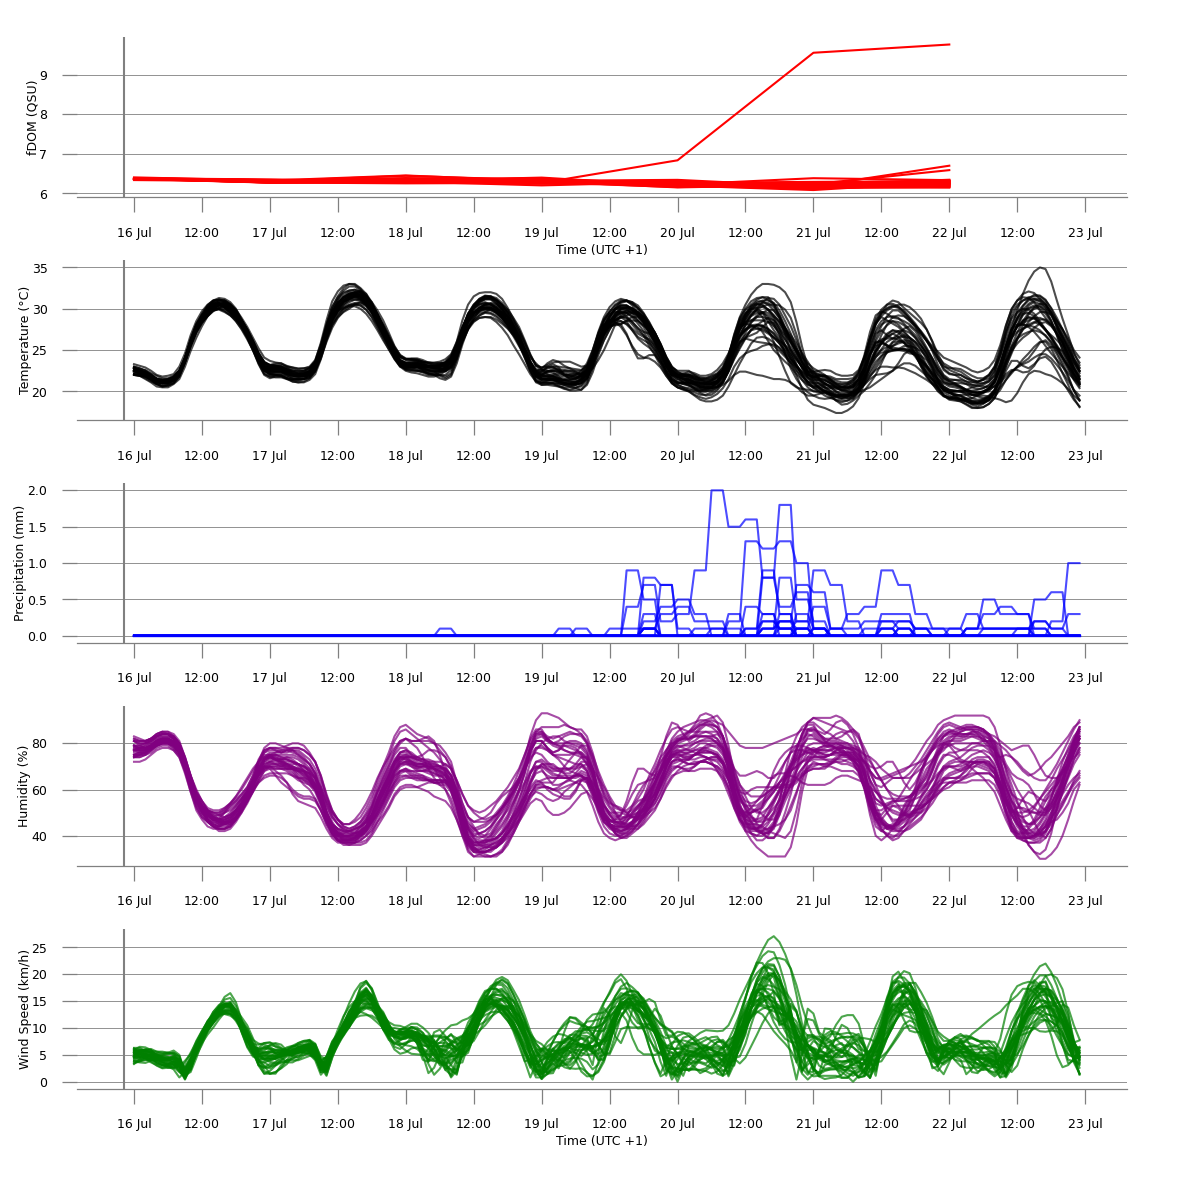 fDOM (QSU)
9
8
7
6
16 Jul 12:00 17 Jul 12:00 18 Jul 12:00 19 Jul 12:00 20 Jul 12:00 21 Jul 12:00 22 Jul 12:00 23 Jul
Time (UTC +1)
Temperature (°C)
35
30
25
20
16 Jul 12:00 17 Jul 12:00 18 Jul 12:00 19 Jul 12:00 20 Jul 12:00 21 Jul 12:00 22 Jul 12:00 23 Jul
Precipitation (mm)
2.0
1.5
1.0
0.5
0.0
16 Jul 12:00 17 Jul 12:00 18 Jul 12:00 19 Jul 12:00 20 Jul 12:00 21 Jul 12:00 22 Jul 12:00 23 Jul
Humidity (%)
80
60
40
16 Jul 12:00 17 Jul 12:00 18 Jul 12:00 19 Jul 12:00 20 Jul 12:00 21 Jul 12:00 22 Jul 12:00 23 Jul
Wind Speed (km/h)
25
20
15
10
5
0
16 Jul 12:00 17 Jul 12:00 18 Jul 12:00 19 Jul 12:00 20 Jul 12:00 21 Jul 12:00 22 Jul 12:00 23 Jul
Time (UTC +1)